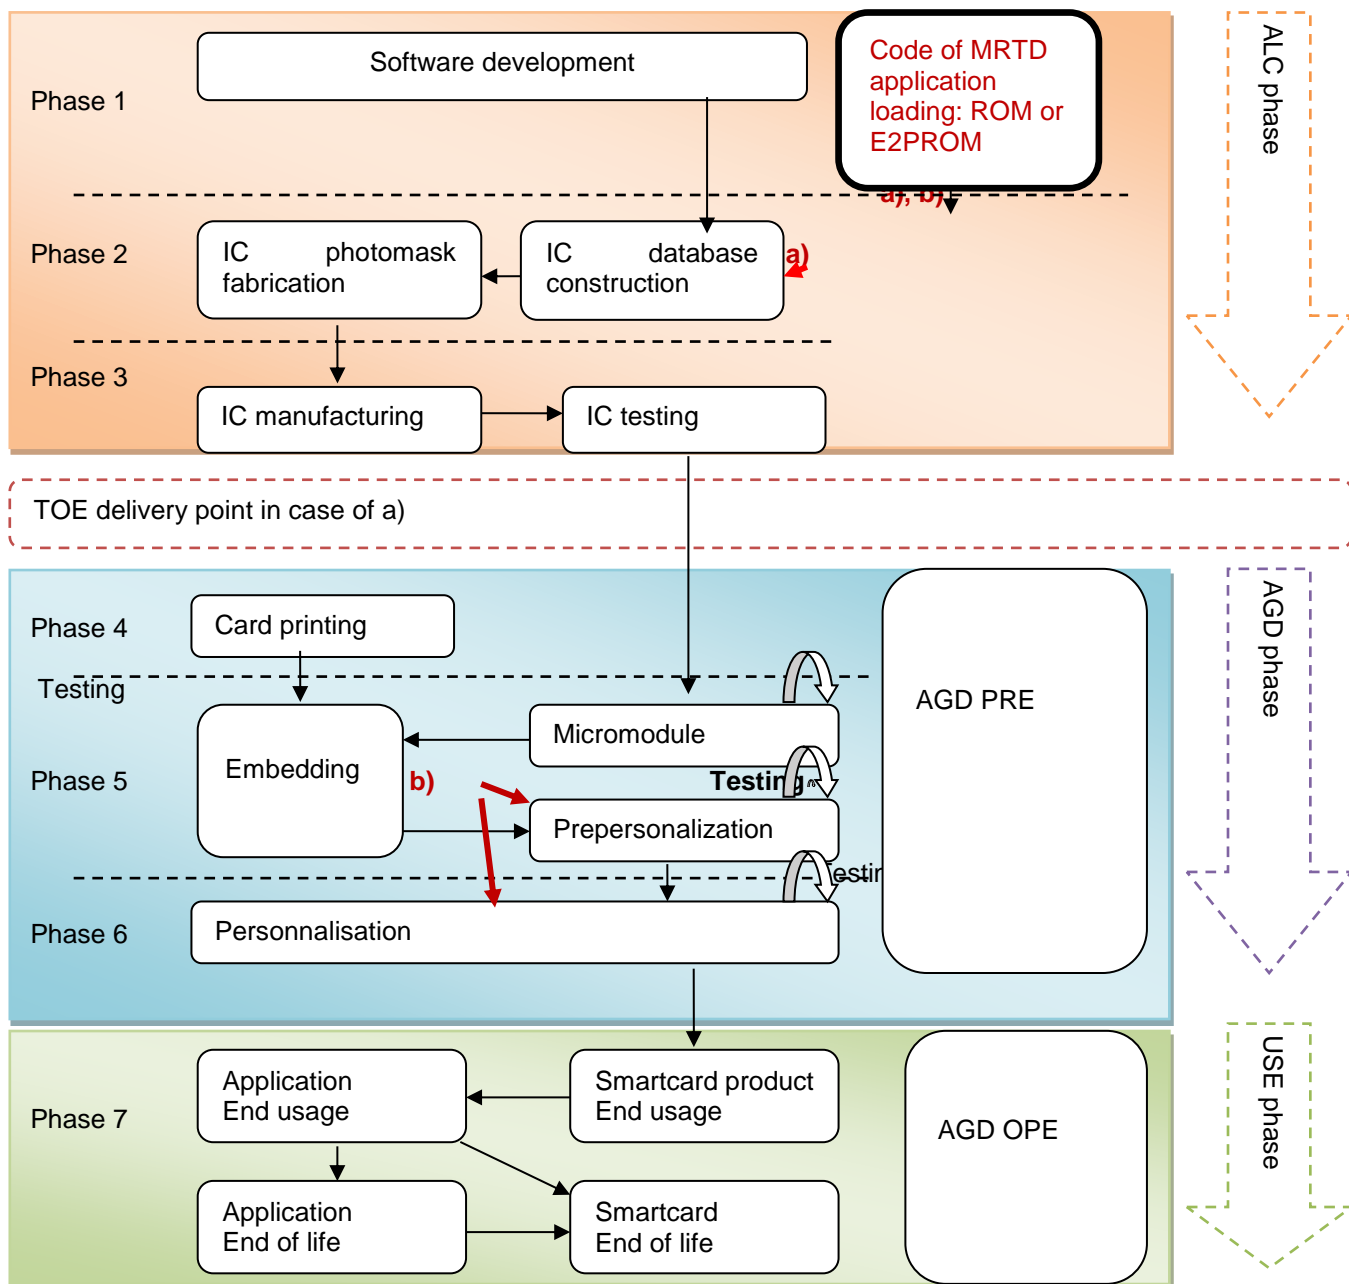 Software development
Code of MRTD
application
loading: ROM or
E2PROM
ALC phase
Phase 1
a), b)
Phase 2
IC photomask
fabrication
IC database
construction
a)
Phase 3
IC manufacturing
IC testing
TOE delivery point in case of a)
Phase 4
Card printing
AGD PRE
AGD phase
Testing
Micromodule
Embedding
Phase 5
b)
Testing
Prepersonalization
Testin
Phase 6
Personnalisation
Phase 7
Application
End usage
Smartcard product
End usage
AGD OPE
USE phase
Application
End of life
Smartcard
End of life